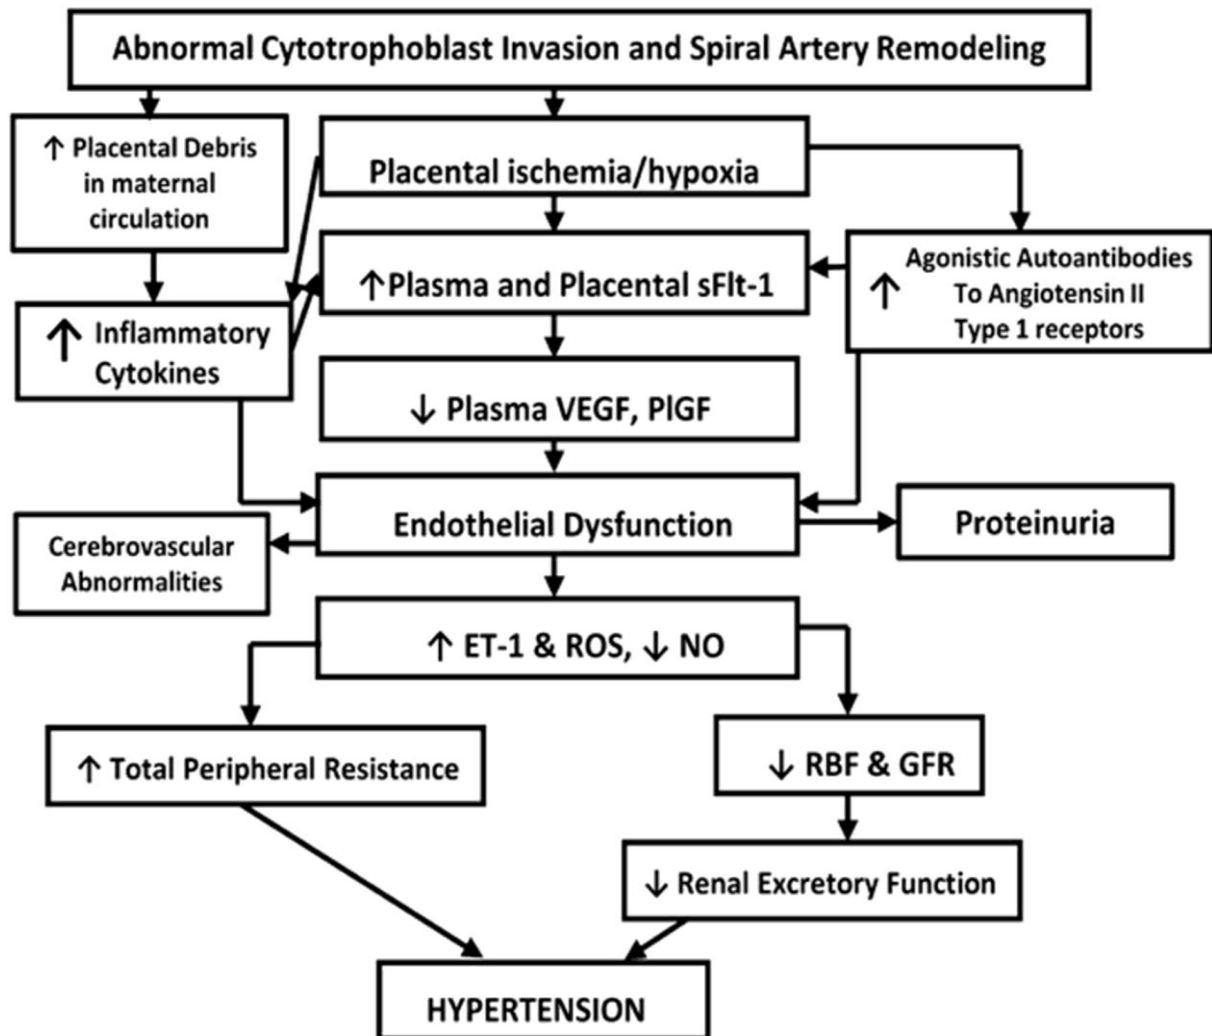 Abnormal Cytotrophoblast Invasion and Spiral Artery Remodeling
↑ Placental Debris
in maternal
circulation
Placental ischemia/hypoxia
↑Plasma and Placental sFlt-1
↑ Agonistic Autoantibodies
To Angiotensin II
Type 1 receptors
↑ Inflammatory
Cytokines
↓ Plasma VEGF, PlGF
Endothelial Dysfunction
Proteinuria
Cerebrovascular
Abnormalities
↑ ET-1 & ROS, ↓ NO
↑ Total Peripheral Resistance
↓ RBF & GFR
↓ Renal Excretory Function
HYPERTENSION